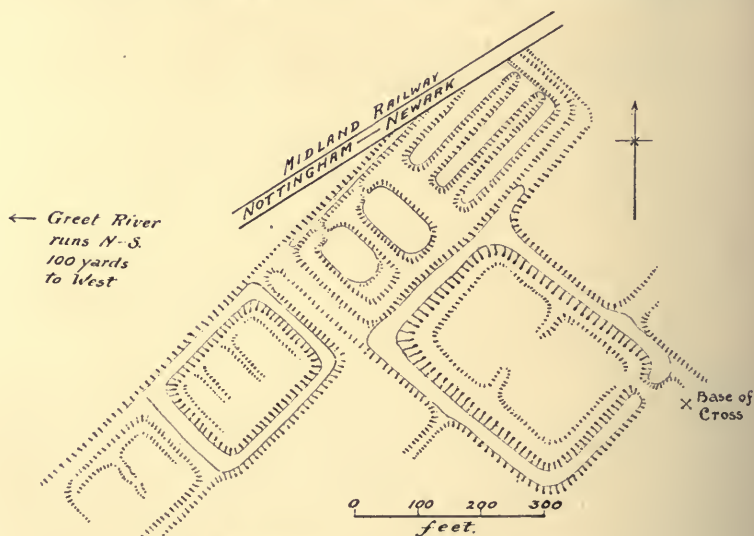 MIDLAND RAILWAY
NOTTINGHAM — NEWARK
← Greet River
runs N-S.
100 yards
to West
× Base of
Cross
0 100 200 300
feet.